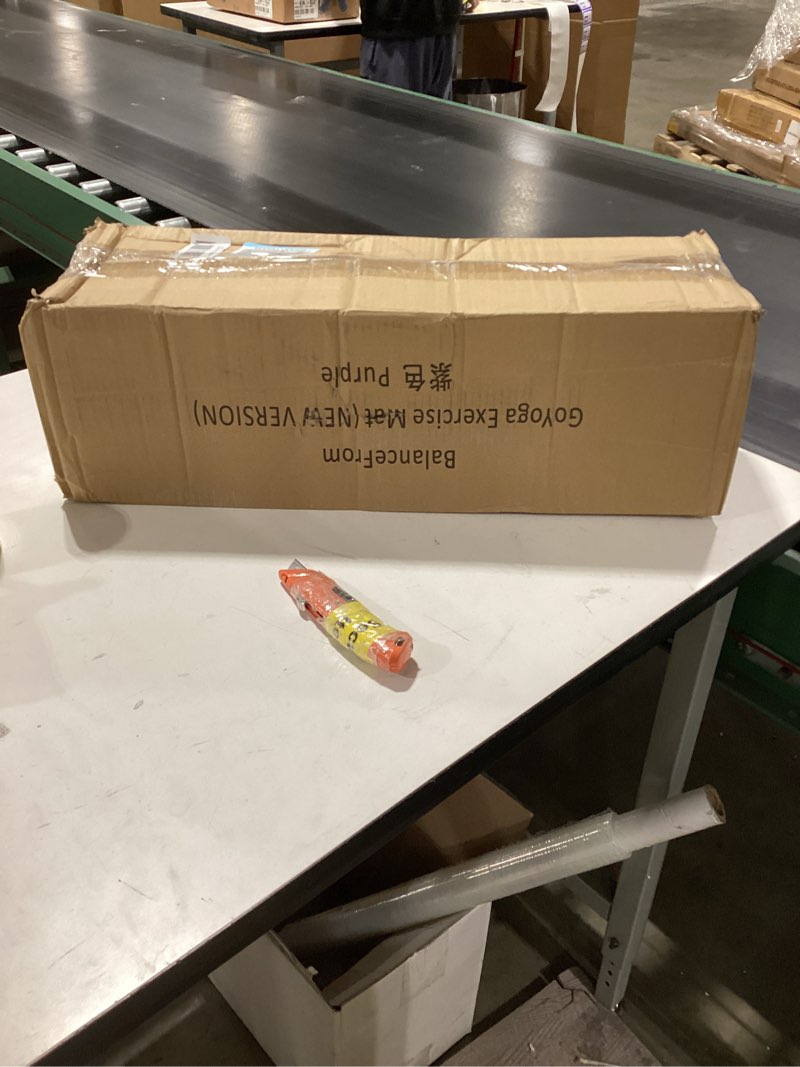 BalanceFrom
GoYoga Exercise Mat(NEW VERSION)
紫色 Purple